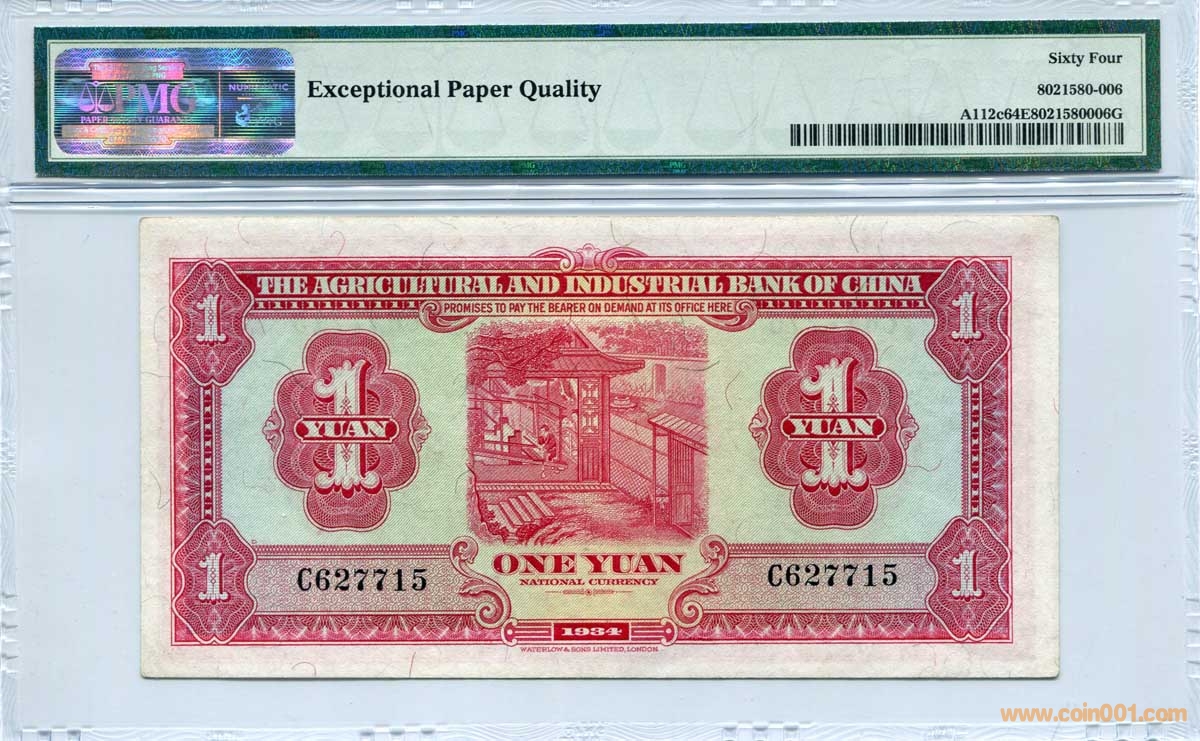 Exceptional Paper Quality
Sixty Four
8021580-006
A112c64E8021580006G
PMG
NUMISMATIC
THE AGRICULTURAL AND INDUSTRIAL BANK OF CHINA
PROMISES TO PAY THE BEARER ON DEMAND AT ITS OFFICE HERE
1
1
1
YUAN
1
YUAN
ONE YUAN
NATIONAL CURRENCY
C627715
C627715
1
1
1934
WATERLOW & SONS LIMITED, LONDON.
www.coin001.com